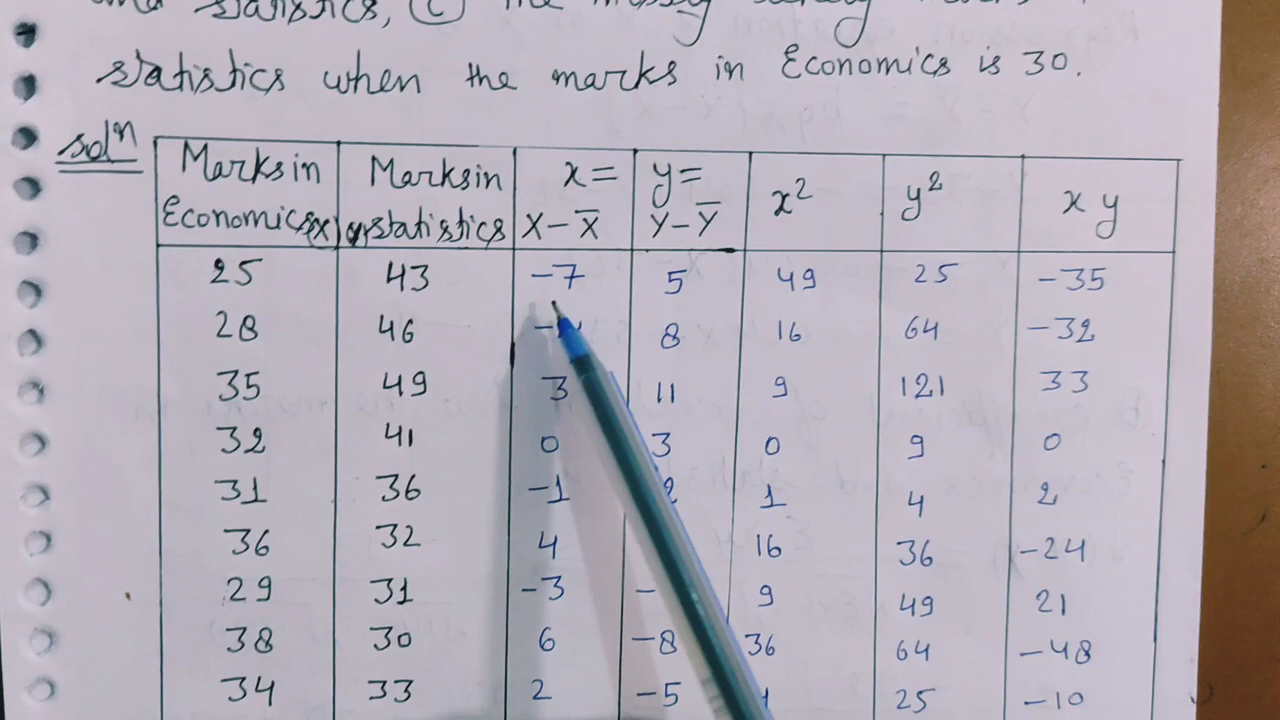 and statistics, (C) The
statistics when the marks in Economics is 30.
solⁿ
Marks in Economics(x) | Marks in (y) statistics | x = X-X̅ | y = Y-Y̅ | x² | y² | xy
25 43 -7 5 49 25 -35
28 46 8 16 64 -32
35 49 3 11 9 121 33
32 41 0 3 0 9 0
31 36 -1 2 1 4 2
36 32 4 16 36 -24
29 31 -3 - 9 49 21
38 30 6 -8 36 64 -48
34 33 2 -5 25 -10